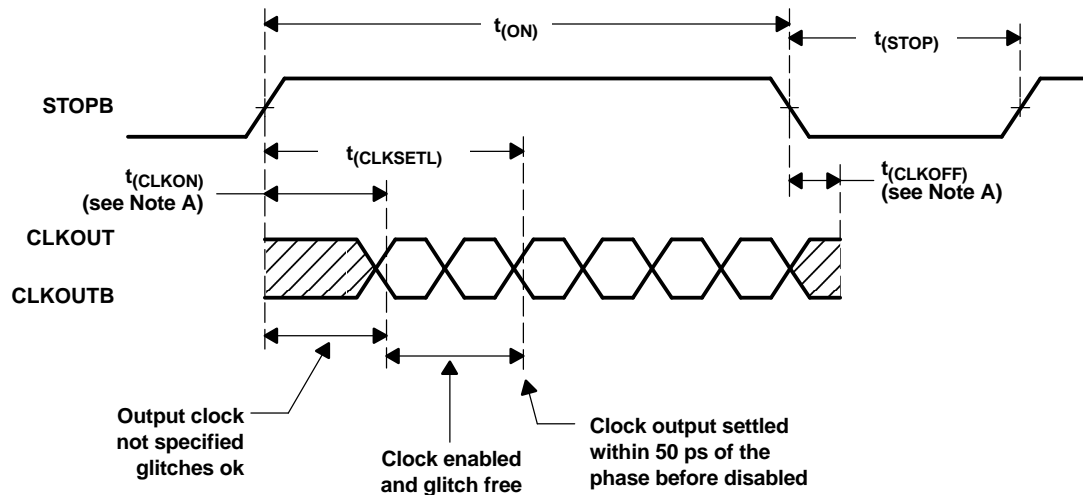 t(ON)
t(STOP)
STOPB
t(CLKSETL)
t(CLKON)
(see Note A)
t(CLKOFF)
(see Note A)
CLKOUT
CLKOUTB
Output clock
not specified
glitches ok
Clock enabled
and glitch free
Clock output settled
within 50 ps of the
phase before disabled